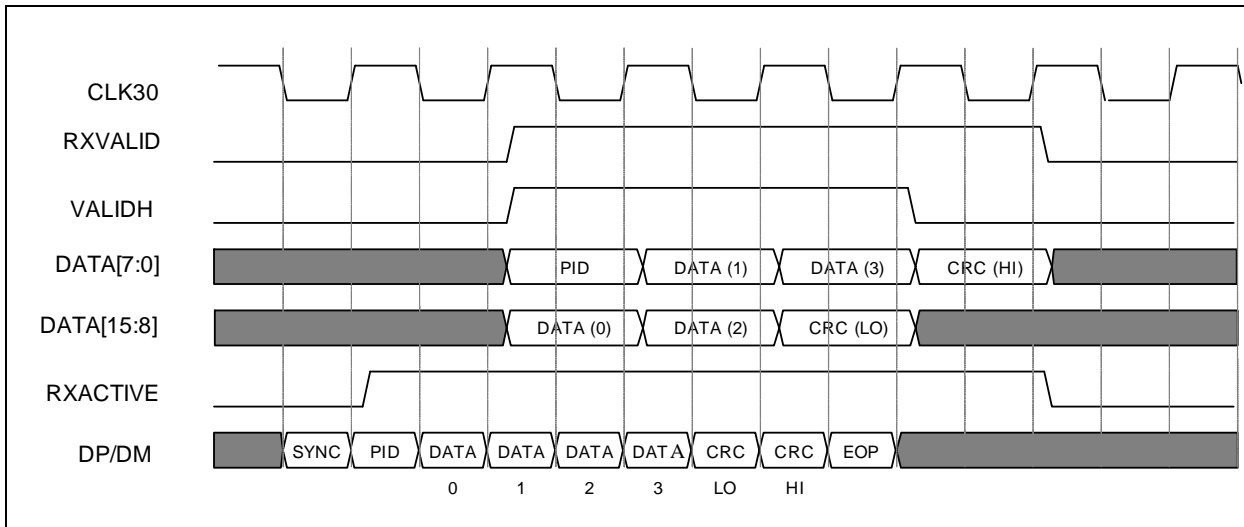 CLK30
RXVALID
VALIDH
DATA[7:0] PID DATA (1) DATA (3) CRC (HI)
DATA[15:8] DATA (0) DATA (2) CRC (LO)
RXACTIVE
DP/DM SYNC PID DATA DATA DATA DATA CRC CRC EOP
0 1 2 3 LO HI